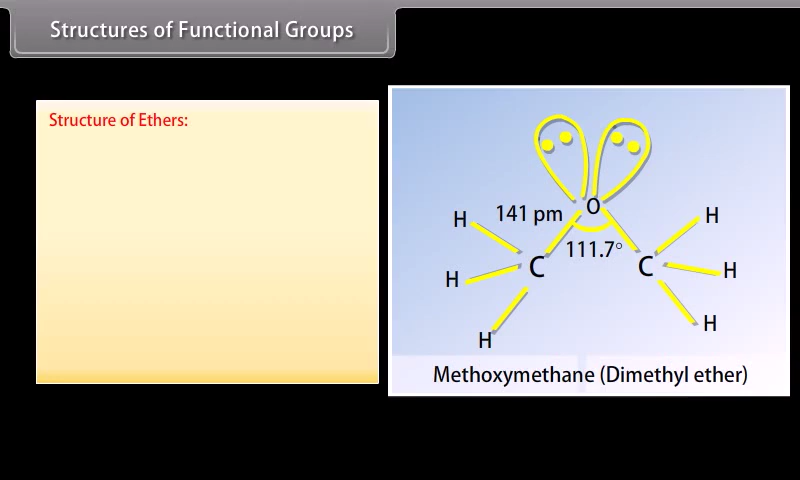 Structures of Functional Groups
Structure of Ethers:
O
141 pm
111.7°
H
H
C
C
H
H
H
H
Methoxymethane (Dimethyl ether)